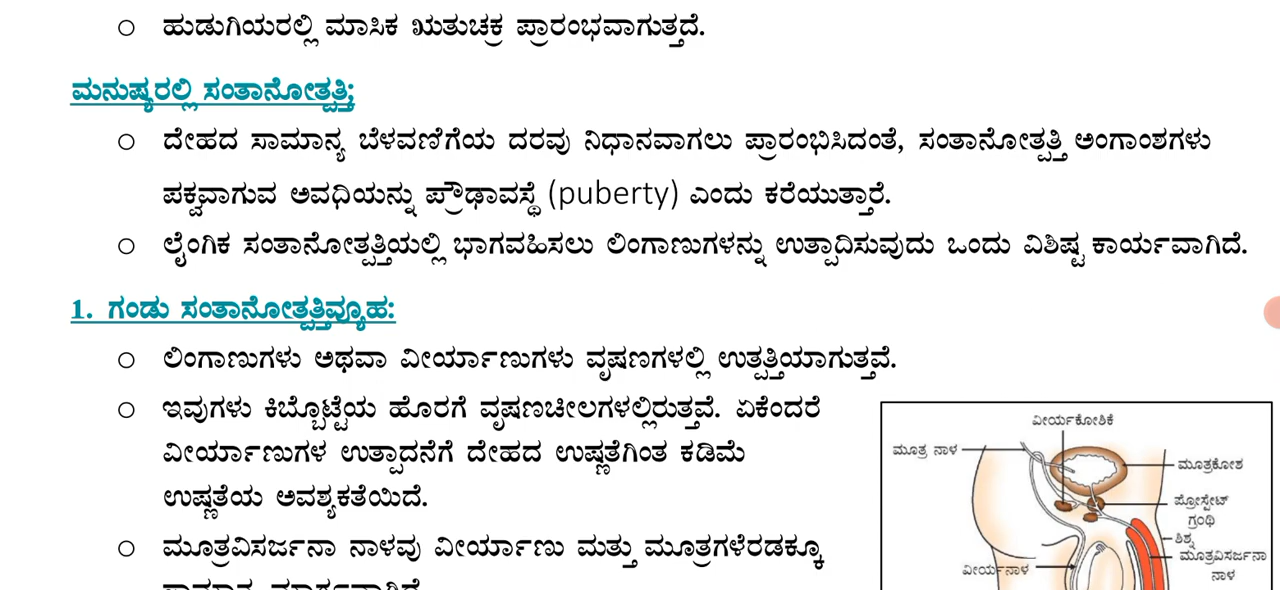 ○ ಹುಡುಗಿಯರಲ್ಲಿ ಮಾಸಿಕ ಋತುಚಕ್ರ ಪ್ರಾರಂಭವಾಗುತ್ತದೆ.
ಮನುಷ್ಯರಲ್ಲಿ ಸಂತಾನೋತ್ಪತ್ತಿ:
○ ದೇಹದ ಸಾಮಾನ್ಯ ಬೆಳವಣಿಗೆಯ ದರವು ನಿಧಾನವಾಗಲು ಪ್ರಾರಂಭಿಸಿದಂತೆ, ಸಂತಾನೋತ್ಪತ್ತಿ ಅಂಗಾಂಶಗಳು
ಪಕ್ವವಾಗುವ ಅವಧಿಯನ್ನು ಪ್ರೌಢಾವಸ್ಥೆ (puberty) ಎಂದು ಕರೆಯುತ್ತಾರೆ.
○ ಲೈಂಗಿಕ ಸಂತಾನೋತ್ಪತ್ತಿಯಲ್ಲಿ ಭಾಗವಹಿಸಲು ಲಿಂಗಾಣುಗಳನ್ನು ಉತ್ಪಾದಿಸುವುದು ಒಂದು ವಿಶಿಷ್ಟ ಕಾರ್ಯವಾಗಿದೆ.
1. ಗಂಡು ಸಂತಾನೋತ್ಪತ್ತಿವ್ಯೂಹ:
○ ಲಿಂಗಾಣುಗಳು ಅಥವಾ ವೀರ್ಯಾಣುಗಳು ವೃಷಣಗಳಲ್ಲಿ ಉತ್ಪತ್ತಿಯಾಗುತ್ತವೆ.
○ ಇವುಗಳು ಕಿಬ್ಬೊಟ್ಟೆಯ ಹೊರಗೆ ವೃಷಣಚೀಲಗಳಲ್ಲಿರುತ್ತವೆ. ಏಕೆಂದರೆ
ವೀರ್ಯಾಣುಗಳ ಉತ್ಪಾದನೆಗೆ ದೇಹದ ಉಷ್ಣತೆಗಿಂತ ಕಡಿಮೆ
ಉಷ್ಣತೆಯ ಅವಶ್ಯಕತೆಯಿದೆ.
○ ಮೂತ್ರವಿಸರ್ಜನಾ ನಾಳವು ವೀರ್ಯಾಣು ಮತ್ತು ಮೂತ್ರಗಳೆರಡಕ್ಕೂ
ಸಾಮಾನ್ಯ ಮಾರ್ಗವಾಗಿದೆ.
ವೀರ್ಯಕೋಶಿಕೆ
ಮೂತ್ರ ನಾಳ
ಮೂತ್ರಕೋಶ
ಪ್ರೋಸ್ಟೇಟ್
ಗ್ರಂಥಿ
ಶಿಶ್ನ
ಮೂತ್ರವಿಸರ್ಜನಾ
ನಾಳ
ವೀರ್ಯನಾಳ